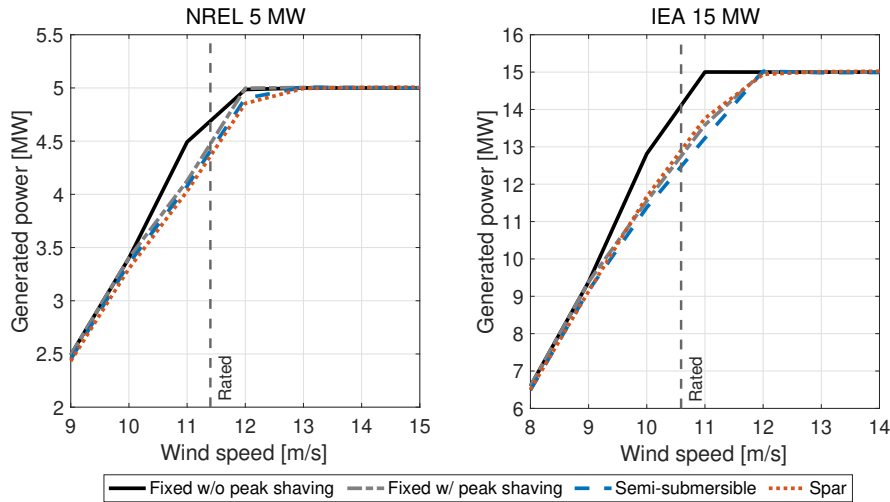 NREL 5 MW
5.5
5
4.5
4
3.5
3
2.5
2
Generated power [MW]
Rated
9 10 11 12 13 14 15
Wind speed [m/s]
IEA 15 MW
16
15
14
13
12
11
10
9
8
7
6
Generated power [MW]
Rated
8 9 10 11 12 13 14
Wind speed [m/s]
Fixed w/o peak shaving Fixed w/ peak shaving Semi-submersible Spar